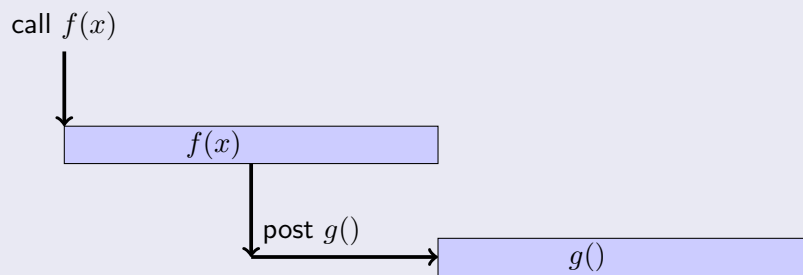 call f(x)
f(x)
post g()
g()